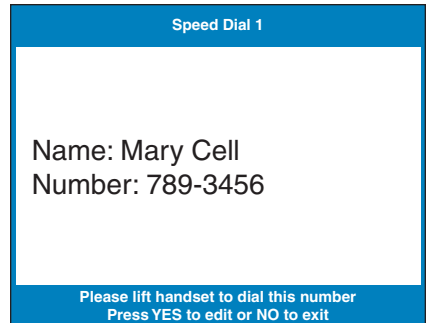 Speed Dial 1
Name: Mary Cell
Number: 789-3456
Please lift handset to dial this number
Press YES to edit or NO to exit